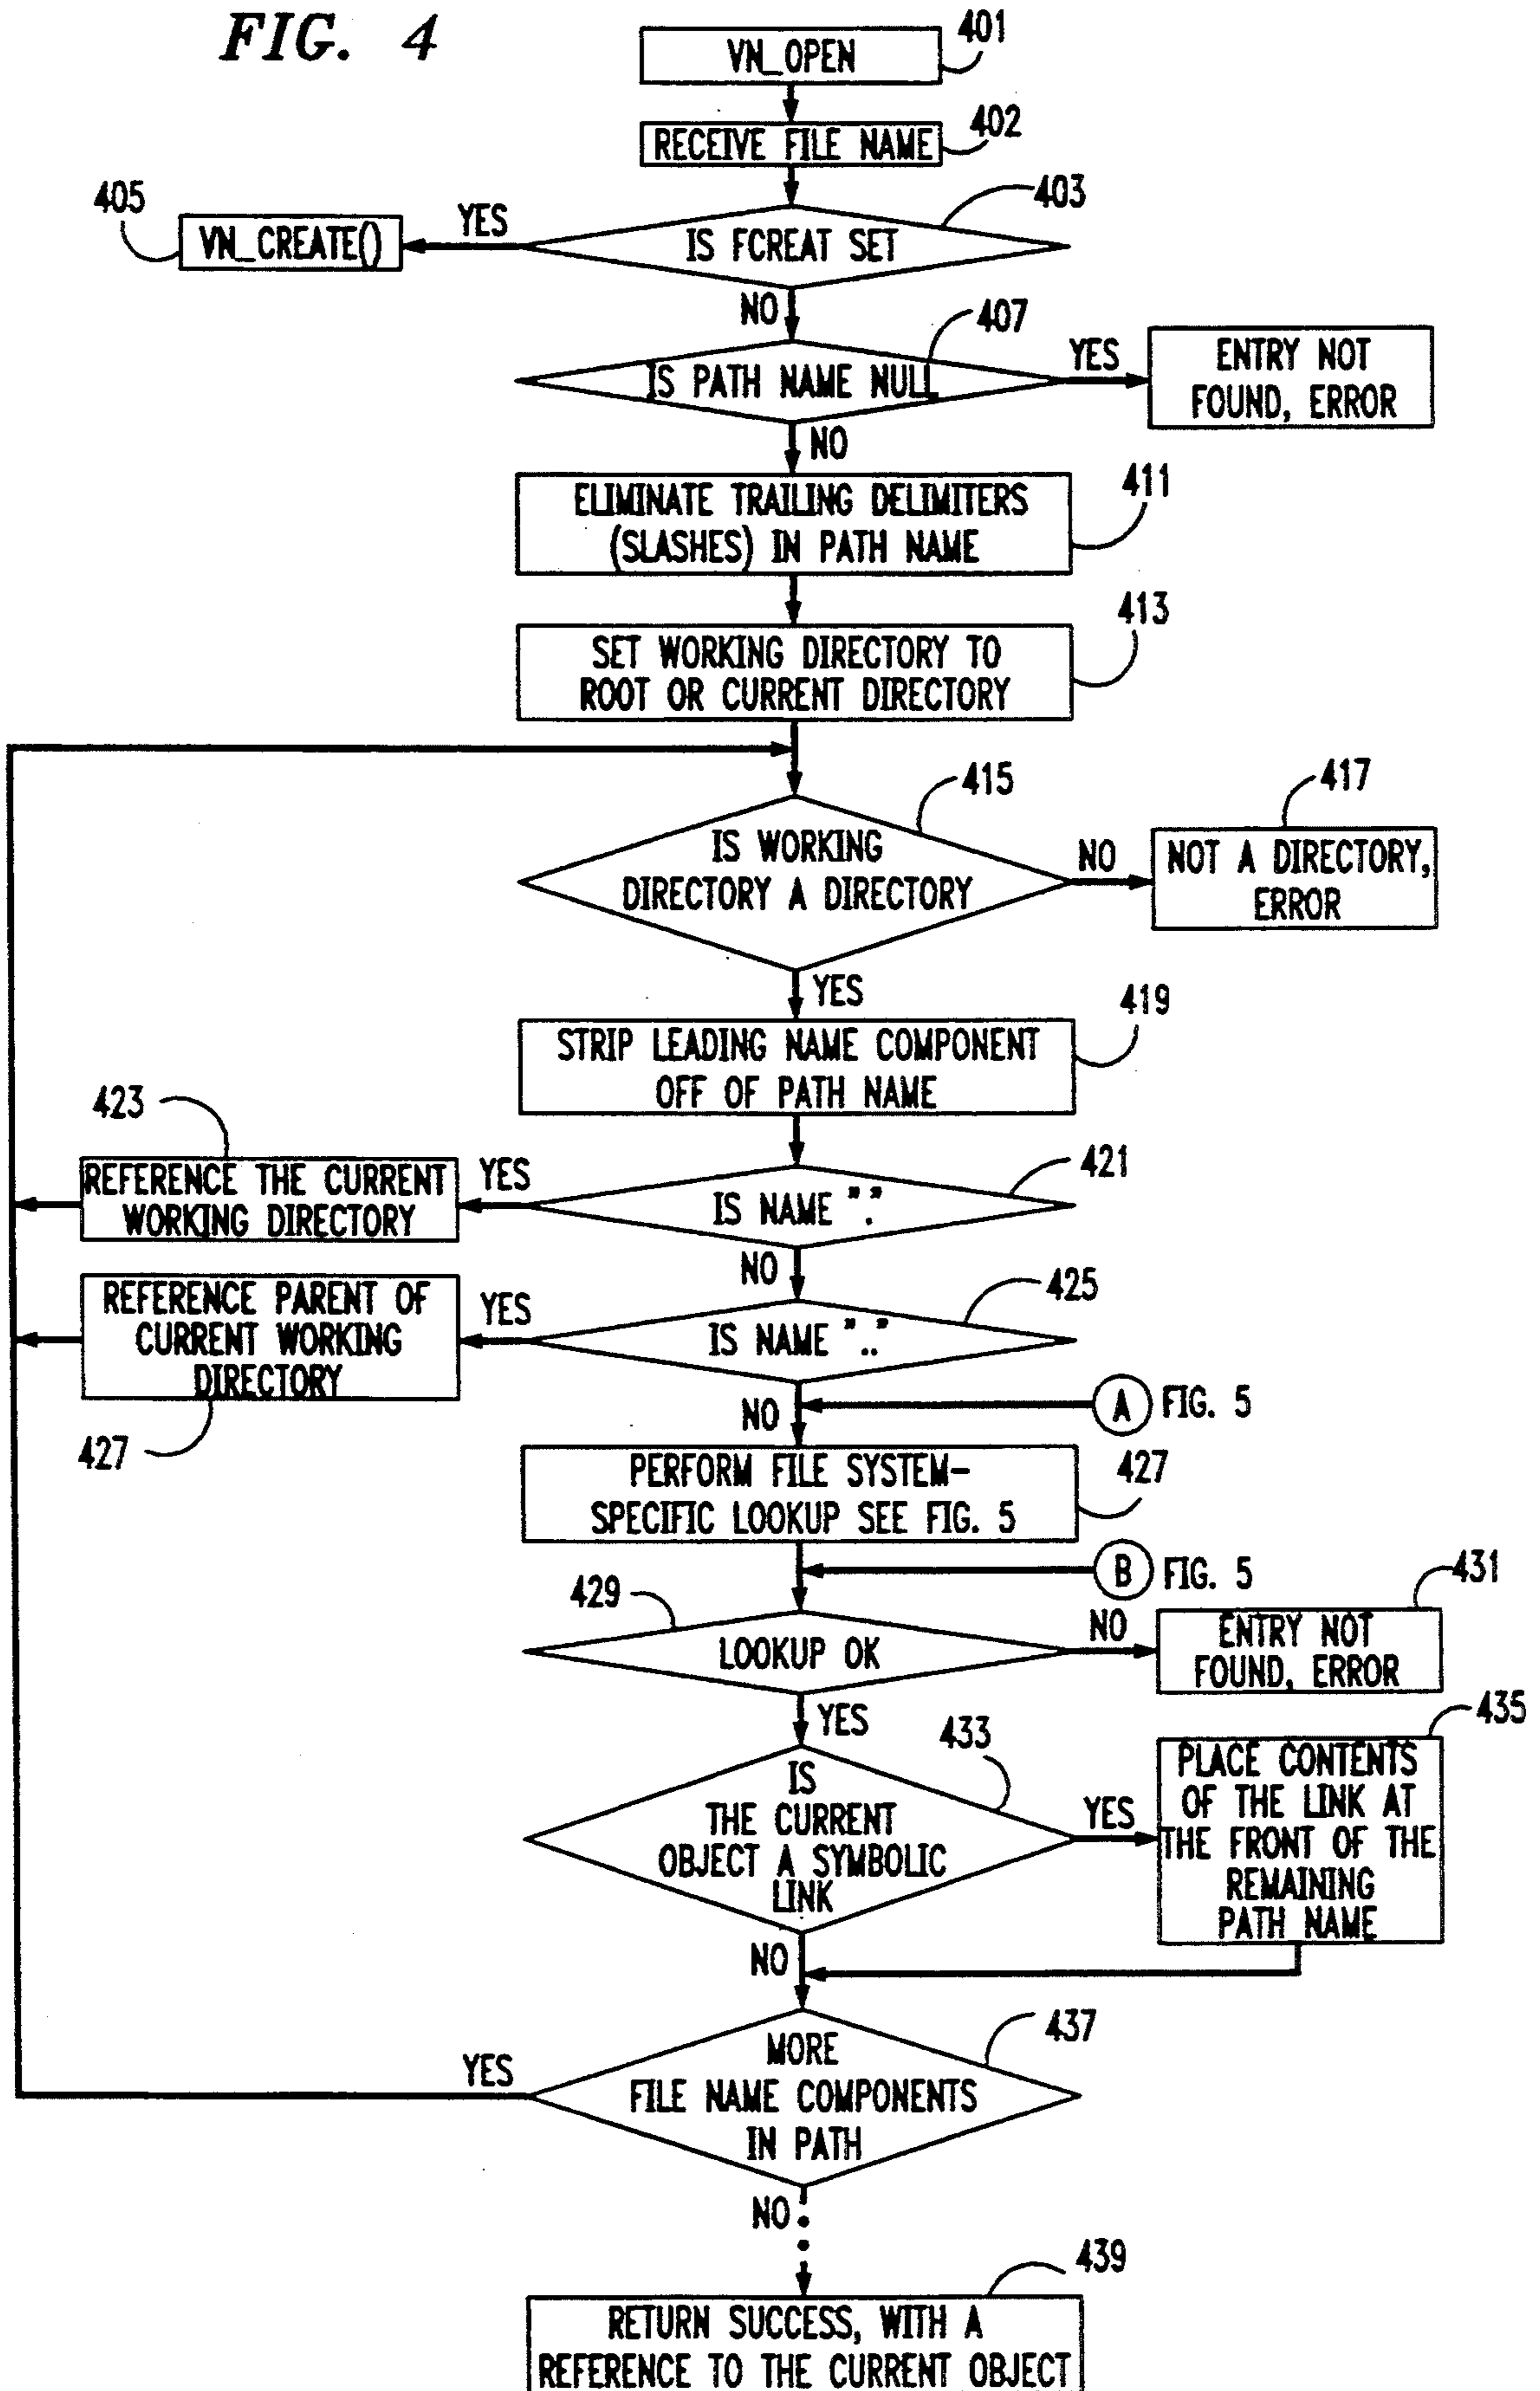 FIG. 4
VN_OPEN
401
RECEIVE FILE NAME
402
403
405
VN_CREATE()
YES
IS FCREAT SET
NO
407
IS PATH NAME NULL
YES
ENTRY NOT
FOUND, ERROR
NO
ELIMINATE TRAILING DELIMITERS
(SLASHES) IN PATH NAME
411
SET WORKING DIRECTORY TO
ROOT OR CURRENT DIRECTORY
413
415
IS WORKING
DIRECTORY A DIRECTORY
NO
417
NOT A DIRECTORY,
ERROR
YES
STRIP LEADING NAME COMPONENT
OFF OF PATH NAME
419
423
REFERENCE THE CURRENT
WORKING DIRECTORY
YES
IS NAME "."
421
NO
REFERENCE PARENT OF
CURRENT WORKING
DIRECTORY
427
YES
IS NAME ".."
425
NO
A FIG. 5
PERFORM FILE SYSTEM-
SPECIFIC LOOKUP SEE FIG. 5
427
B FIG. 5
429
LOOKUP OK
NO
431
ENTRY NOT
FOUND, ERROR
YES
433
IS
THE CURRENT
OBJECT A SYMBOLIC
LINK
YES
435
PLACE CONTENTS
OF THE LINK AT
THE FRONT OF THE
REMAINING
PATH NAME
NO
437
MORE
FILE NAME COMPONENTS
IN PATH
YES
NO
439
RETURN SUCCESS, WITH A
REFERENCE TO THE CURRENT OBJECT